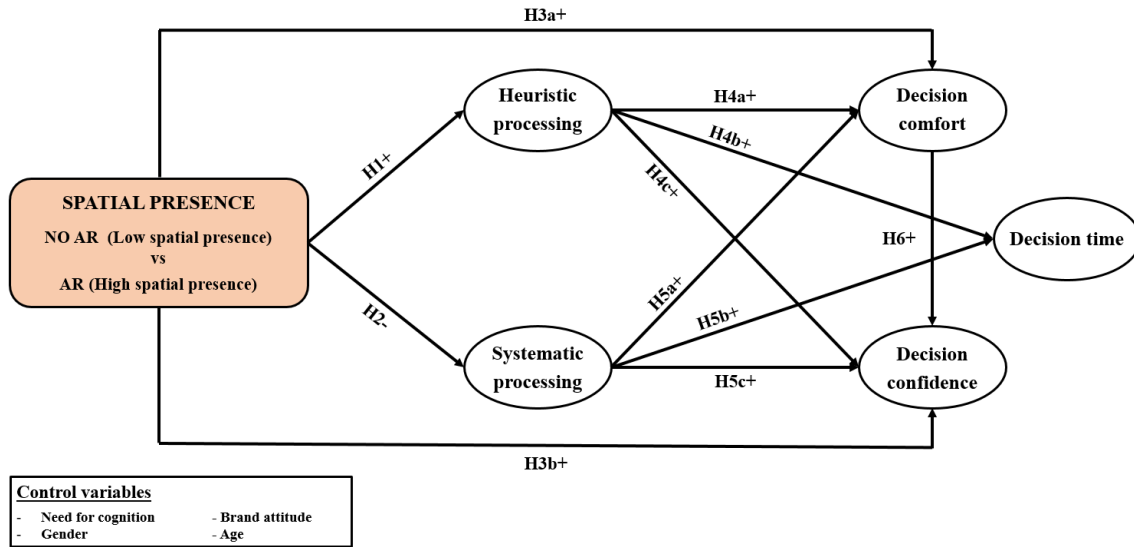 H3a+
Heuristic
processing
H4a+
Decision
comfort
H1+
H4b+
H4c+
SPATIAL PRESENCE
NO AR (Low spatial presence)
vs
AR (High spatial presence)
H6+
Decision time
H2-
H5a+
H5b+
Systematic
processing
H5c+
Decision
confidence
H3b+
Control variables
- Need for cognition - Brand attitude
- Gender - Age